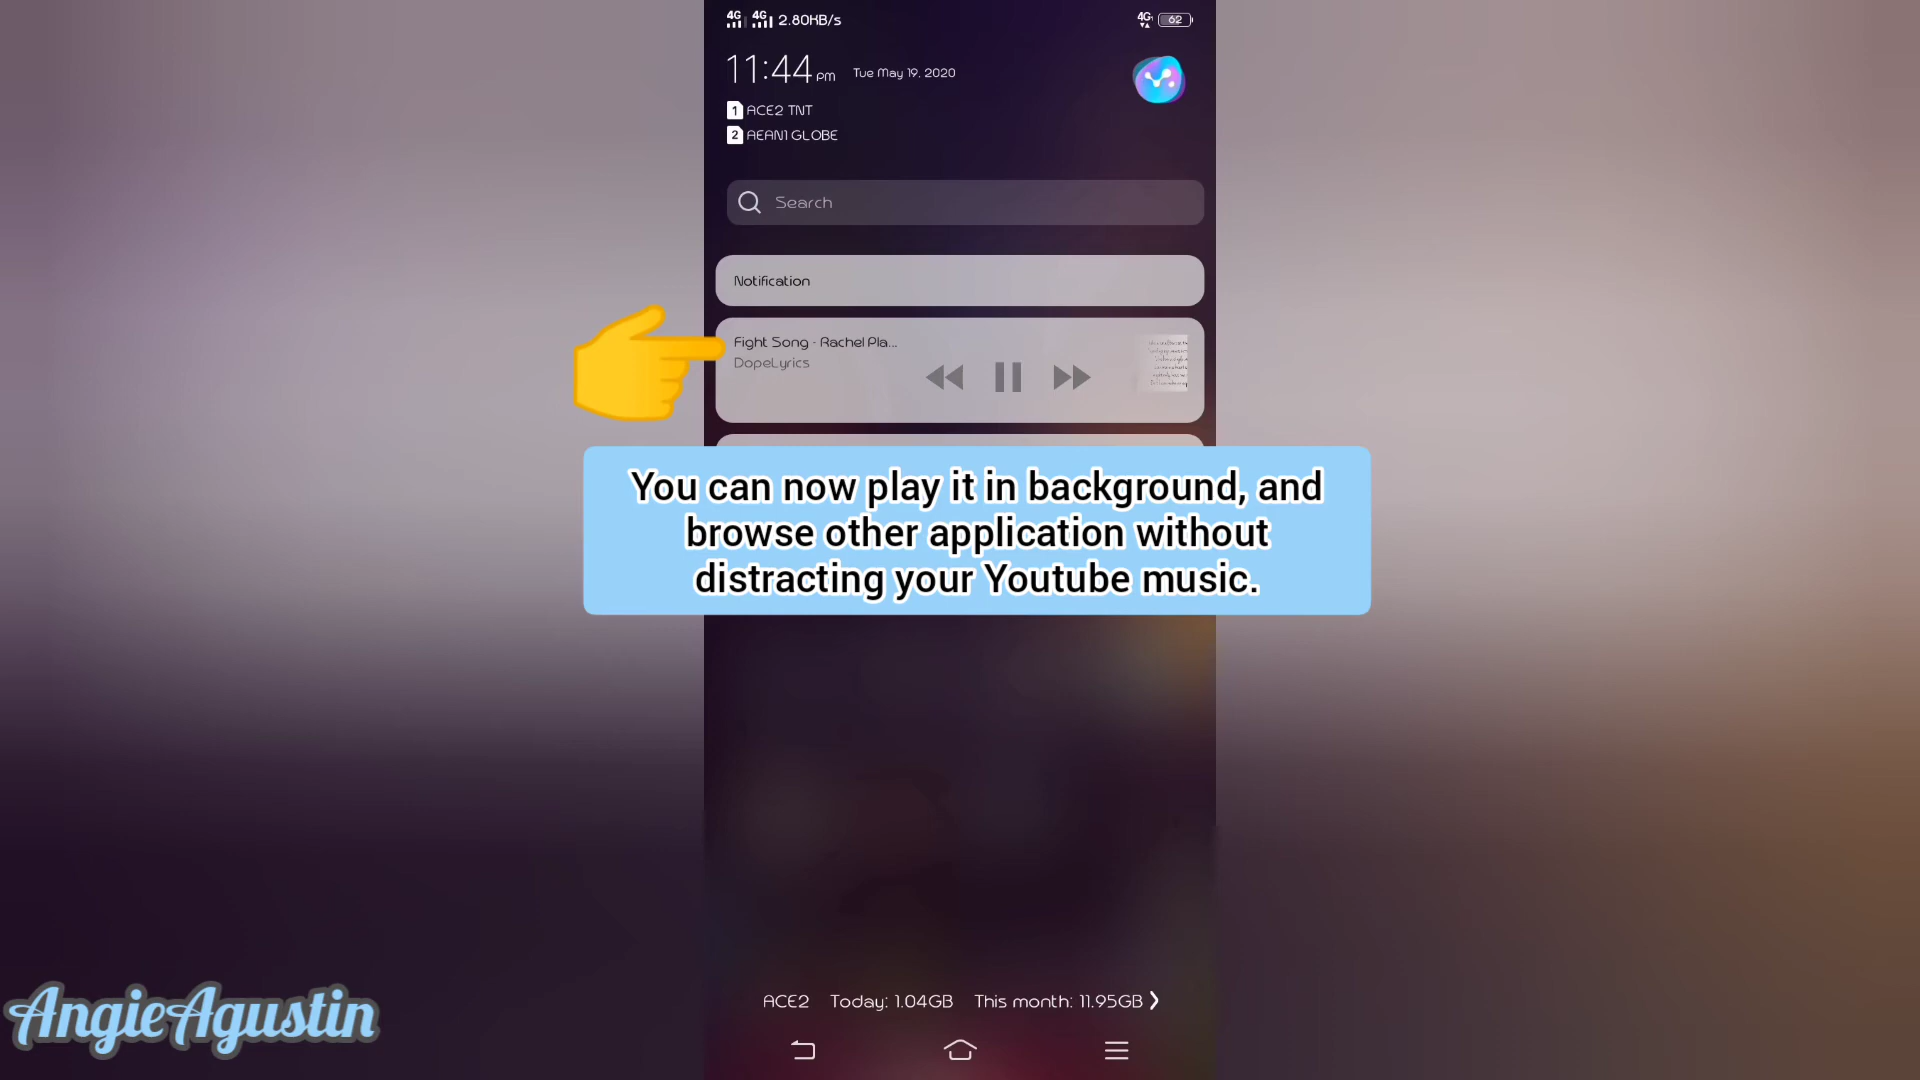 4G 4G 2.80KB/s 4G 62
11:44 PM Tue May 19, 2020
1 ACE2 TNT
2 AEAN1 GLOBE
Search
Notification
Fight Song - Rachel Pla...
DopeLyrics
You can now play it in background, and
browse other application without
distracting your Youtube music.
ACE2 Today: 1.04GB This month: 11.95GB
AngieAgustin